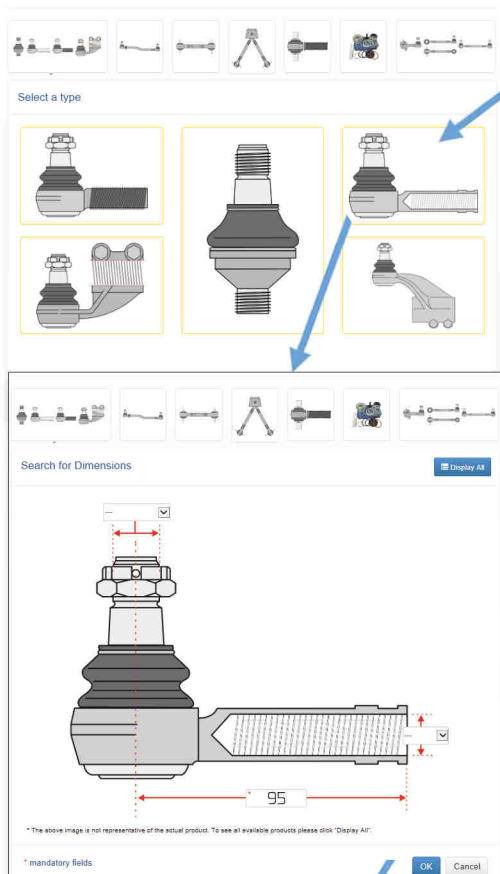 Select a type
Search for Dimensions
Display All
---
---
* 95
* The above image is not representative of the actual product. To see all available products please click "Display All".
* mandatory fields
OK
Cancel